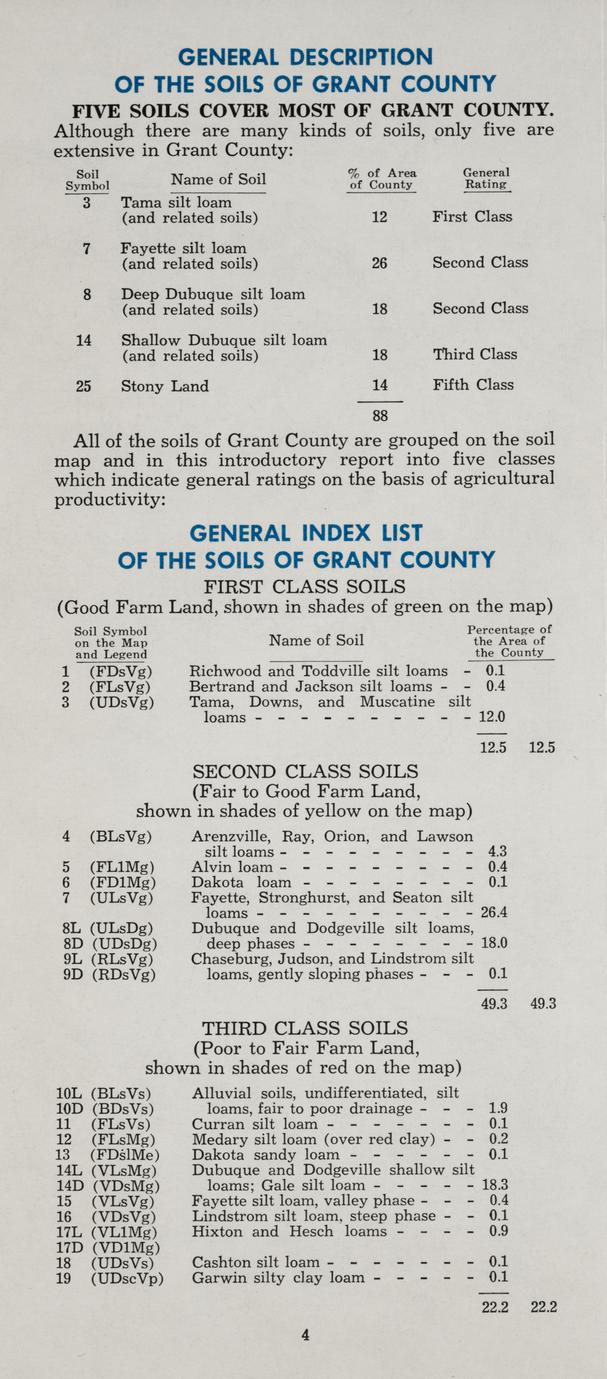 GENERAL DESCRIPTION
OF THE SOILS OF GRANT COUNTY
FIVE SOILS COVER MOST OF GRANT COUNTY.
Although there are many kinds of soils, only five are
extensive in Grant County:
Soil Symbol Name of Soil % of Area of County General Rating
3 Tama silt loam
(and related soils) 12 First Class
7 Fayette silt loam
(and related soils) 26 Second Class
8 Deep Dubuque silt loam
(and related soils) 18 Second Class
14 Shallow Dubuque silt loam
(and related soils) 18 Third Class
25 Stony Land 14 Fifth Class
88
All of the soils of Grant County are grouped on the soil
map and in this introductory report into five classes
which indicate general ratings on the basis of agricultural
productivity:
GENERAL INDEX LIST
OF THE SOILS OF GRANT COUNTY
FIRST CLASS SOILS
(Good Farm Land, shown in shades of green on the map)
Soil Symbol on the Map and Legend Name of Soil Percentage of the Area of the County
1 (FDsVg) Richwood and Toddville silt loams - 0.1
2 (FLsVg) Bertrand and Jackson silt loams - - 0.4
3 (UDsVg) Tama, Downs, and Muscatine silt
loams - - - - - - - - - - 12.0
12.5 12.5
SECOND CLASS SOILS
(Fair to Good Farm Land,
shown in shades of yellow on the map)
4 (BLsVg) Arenzville, Ray, Orion, and Lawson
silt loams - - - - - - - - - 4.3
5 (FL1Mg) Alvin loam - - - - - - - - 0.4
6 (FD1Mg) Dakota loam - - - - - - - - 0.1
7 (ULsVg) Fayette, Stronghurst, and Seaton silt
loams - - - - - - - - - - 26.4
8L (ULsDg) Dubuque and Dodgeville silt loams,
8D (UDsDg) deep phases - - - - - - - - 18.0
9L (RLsVg) Chaseburg, Judson, and Lindstrom silt
9D (RDsVg) loams, gently sloping phases - - - 0.1
49.3 49.3
THIRD CLASS SOILS
(Poor to Fair Farm Land,
shown in shades of red on the map)
10L (BLsVs) Alluvial soils, undifferentiated, silt
10D (BDsVs) loams, fair to poor drainage - - - 1.9
11 (FLsVs) Curran silt loam - - - - - - - 0.1
12 (FLsMg) Medary silt loam (over red clay) - - 0.2
13 (FDslMe) Dakota sandy loam - - - - - - 0.1
14L (VLsMg) Dubuque and Dodgeville shallow silt
14D (VDsMg) loams; Gale silt loam - - - - - 18.3
15 (VLsVg) Fayette silt loam, valley phase - - - 0.4
16 (VDsVg) Lindstrom silt loam, steep phase - - 0.1
17L (VL1Mg) Hixton and Hesch loams - - - - 0.9
17D (VD1Mg)
18 (UDsVs) Cashton silt loam - - - - - - - 0.1
19 (UDscVp) Garwin silty clay loam - - - - - 0.1
22.2 22.2
4